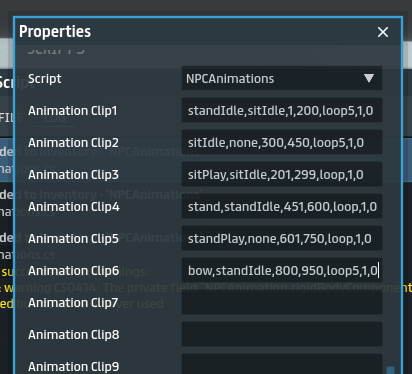 Properties
SCRIPTS
Script NPCAnimations
Animation Clip1 standIdle,sitIdle,1,200,loop5,1,0
Animation Clip2 sitIdle,none,300,450,loop5,1,0
Animation Clip3 sitPlay,sitIdle,201,299,loop,1,0
Animation Clip4 stand,standIdle,451,600,loop,1,0
Animation Clip5 standPlay,none,601,750,loop,1,0
Animation Clip6 bow,standIdle,800,950,loop5,1,0
Animation Clip7
Animation Clip8
Animation Clip9